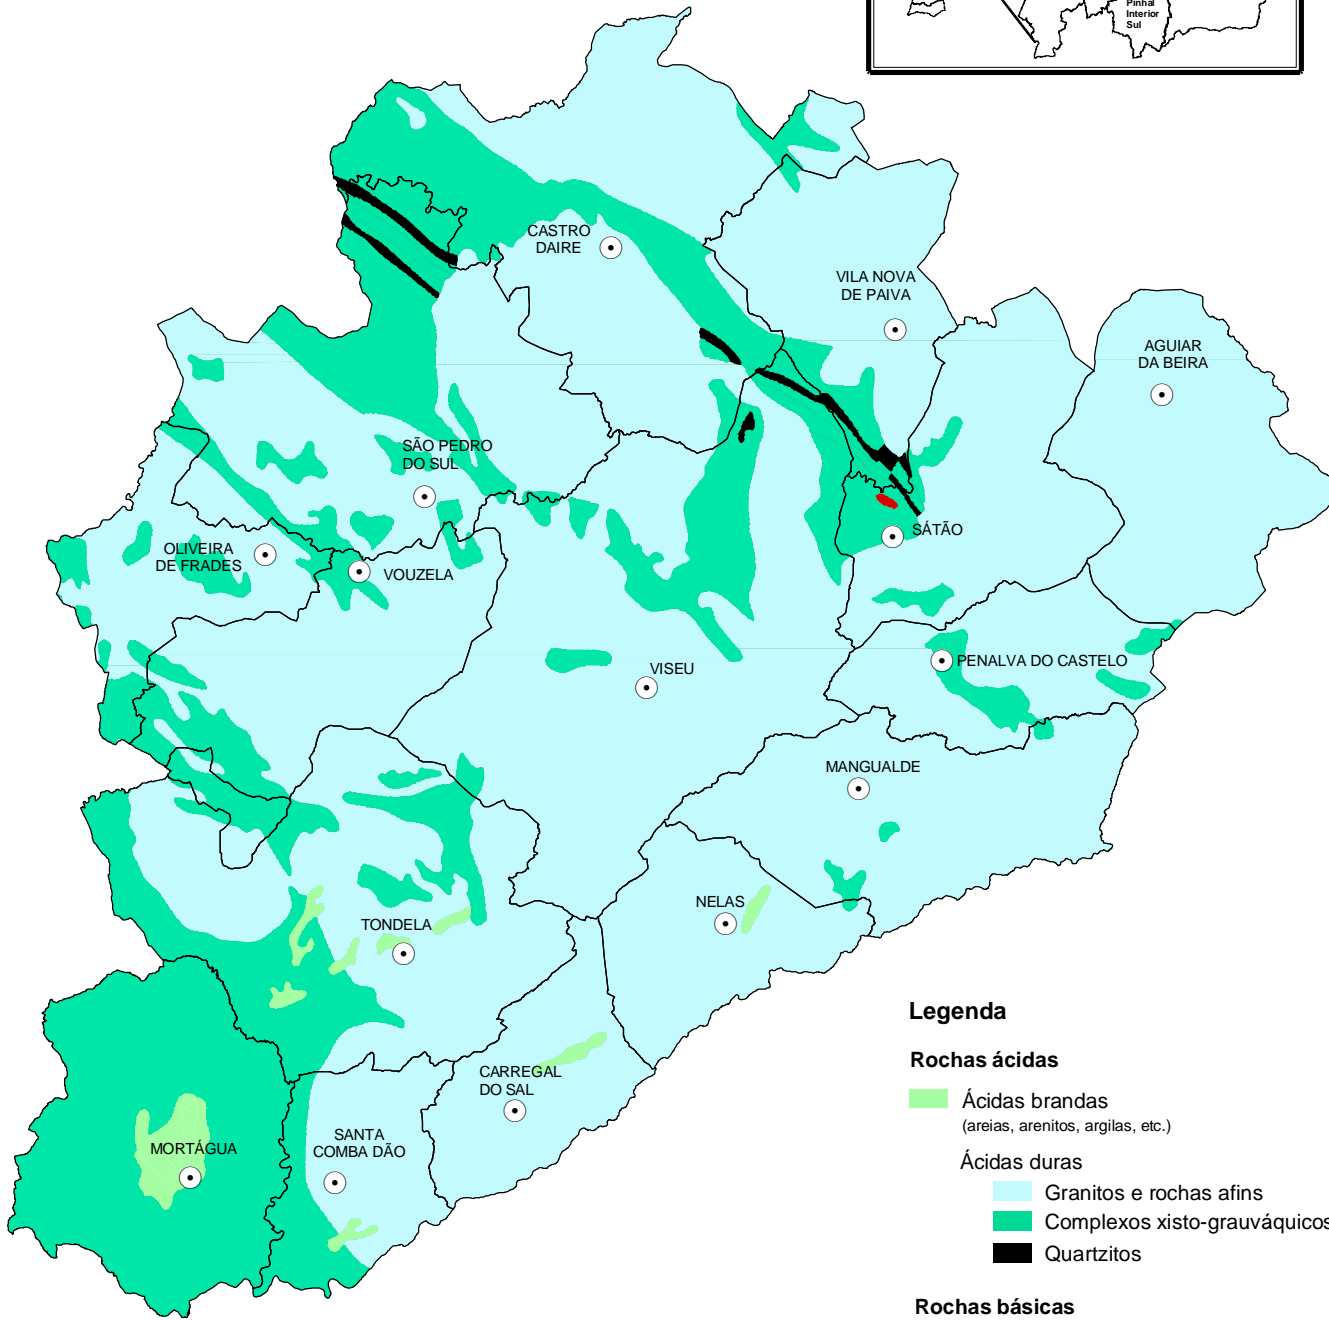 Pinhal
Interior
Sul
CASTRO
DAIRE
VILA NOVA
DE PAIVA
AGUIAR
DA BEIRA
SÃO PEDRO
DO SUL
SÁTÃO
OLIVEIRA
DE FRADES
VOUZELA
PENALVA DO CASTELO
VISEU
MANGUALDE
NELAS
TONDELA
CARREGAL
DO SAL
SANTA
COMBA DÃO
MORTÁGUA
Legenda
Rochas ácidas
Ácidas brandas
(areias, arenitos, argilas, etc.)
Ácidas duras
Granitos e rochas afins
Complexos xisto-grauváquicos
Quartzitos
Rochas básicas